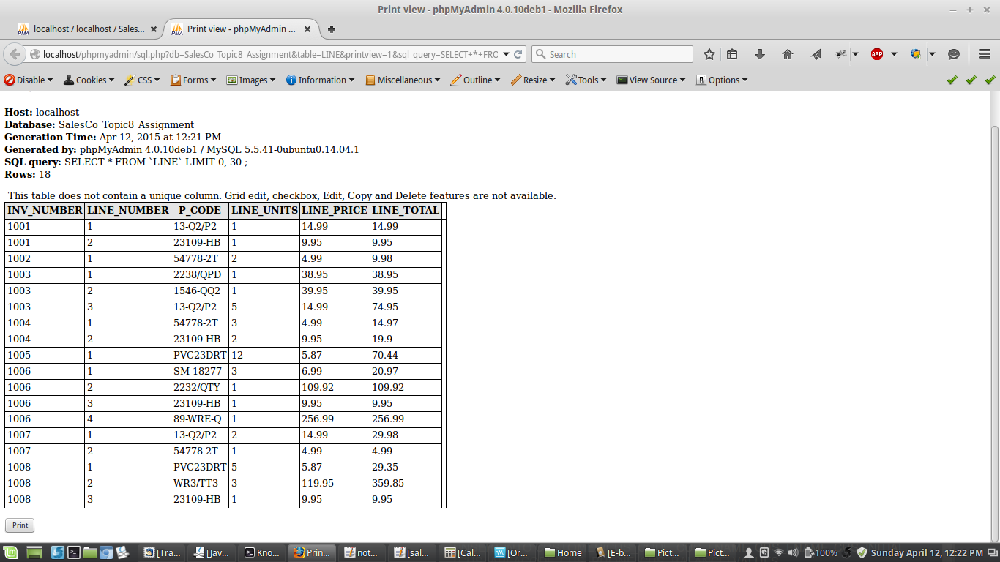 Print view - phpMyAdmin 4.0.10deb1 - Mozilla Firefox
localhost / localhost / Sales...
Print view - phpMyAdmin ...
localhost/phpmyadmin/sql.php?db=SalesCo_Topic8_Assignment&table=LINE&printview=1&sql_query=SELECT+*+FRO
Search
ABP
Disable Cookies CSS Forms Images Information Miscellaneous Outline Resize Tools View Source Options
Host: localhost
Database: SalesCo_Topic8_Assignment
Generation Time: Apr 12, 2015 at 12:21 PM
Generated by: phpMyAdmin 4.0.10deb1 / MySQL 5.5.41-0ubuntu0.14.04.1
SQL query: SELECT * FROM `LINE` LIMIT 0, 30 ;
Rows: 18
This table does not contain a unique column. Grid edit, checkbox, Edit, Copy and Delete features are not available.
INV_NUMBER LINE_NUMBER P_CODE LINE_UNITS LINE_PRICE LINE_TOTAL
1001 1 13-Q2/P2 1 14.99 14.99
1001 2 23109-HB 1 9.95 9.95
1002 1 54778-2T 2 4.99 9.98
1003 1 2238/QPD 1 38.95 38.95
1003 2 1546-QQ2 1 39.95 39.95
1003 3 13-Q2/P2 5 14.99 74.95
1004 1 54778-2T 3 4.99 14.97
1004 2 23109-HB 2 9.95 19.9
1005 1 PVC23DRT 12 5.87 70.44
1006 1 SM-18277 3 6.99 20.97
1006 2 2232/QTY 1 109.92 109.92
1006 3 23109-HB 1 9.95 9.95
1006 4 89-WRE-Q 1 256.99 256.99
1007 1 13-Q2/P2 2 14.99 29.98
1007 2 54778-2T 1 4.99 4.99
1008 1 PVC23DRT 5 5.87 29.35
1008 2 WR3/TT3 3 119.95 359.85
1008 3 23109-HB 1 9.95 9.95
Print
[Tra... [Jav... Kno... Prin... not... [sal... [Cal... [Or... Home [E-b... Pict... Pict... 100% Sunday April 12, 12:22 PM